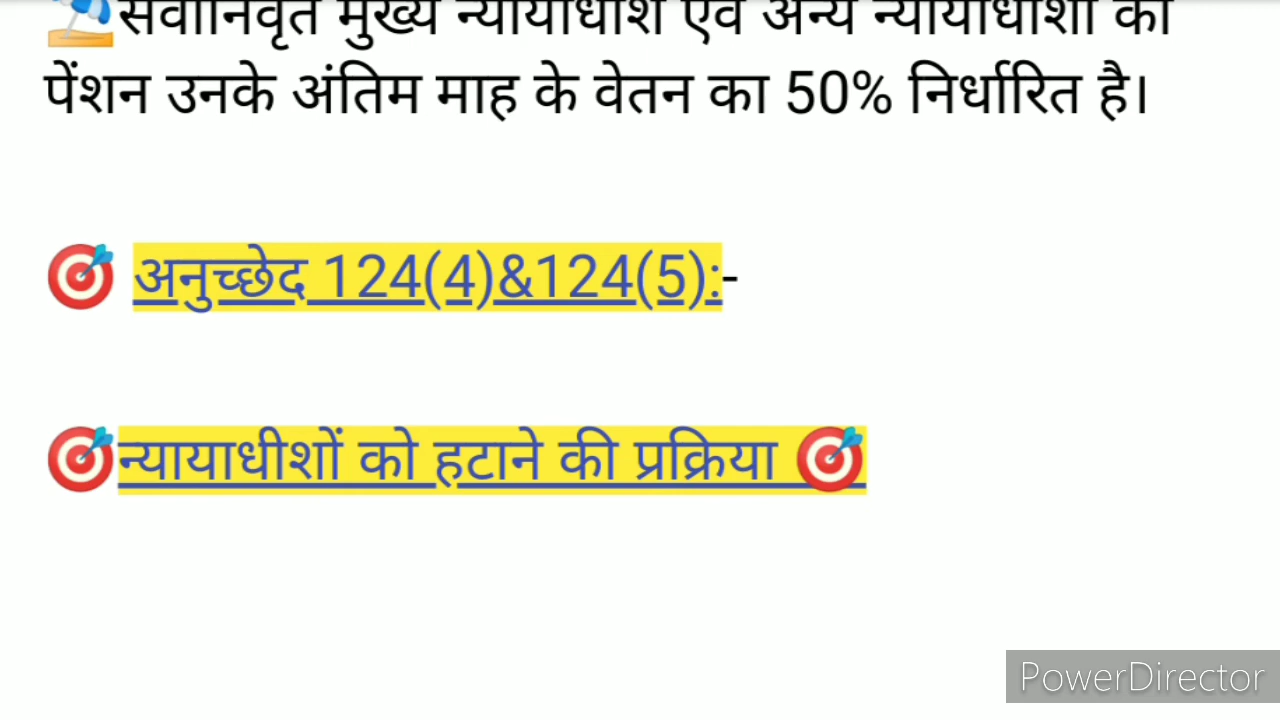 सेवानिवृत मुख्य न्यायाधीश एवं अन्य न्यायाधीशों की
पेंशन उनके अंतिम माह के वेतन का 50% निर्धारित है।
अनुच्छेद 124(4)&124(5):-
न्यायाधीशों को हटाने की प्रक्रिया
PowerDirector